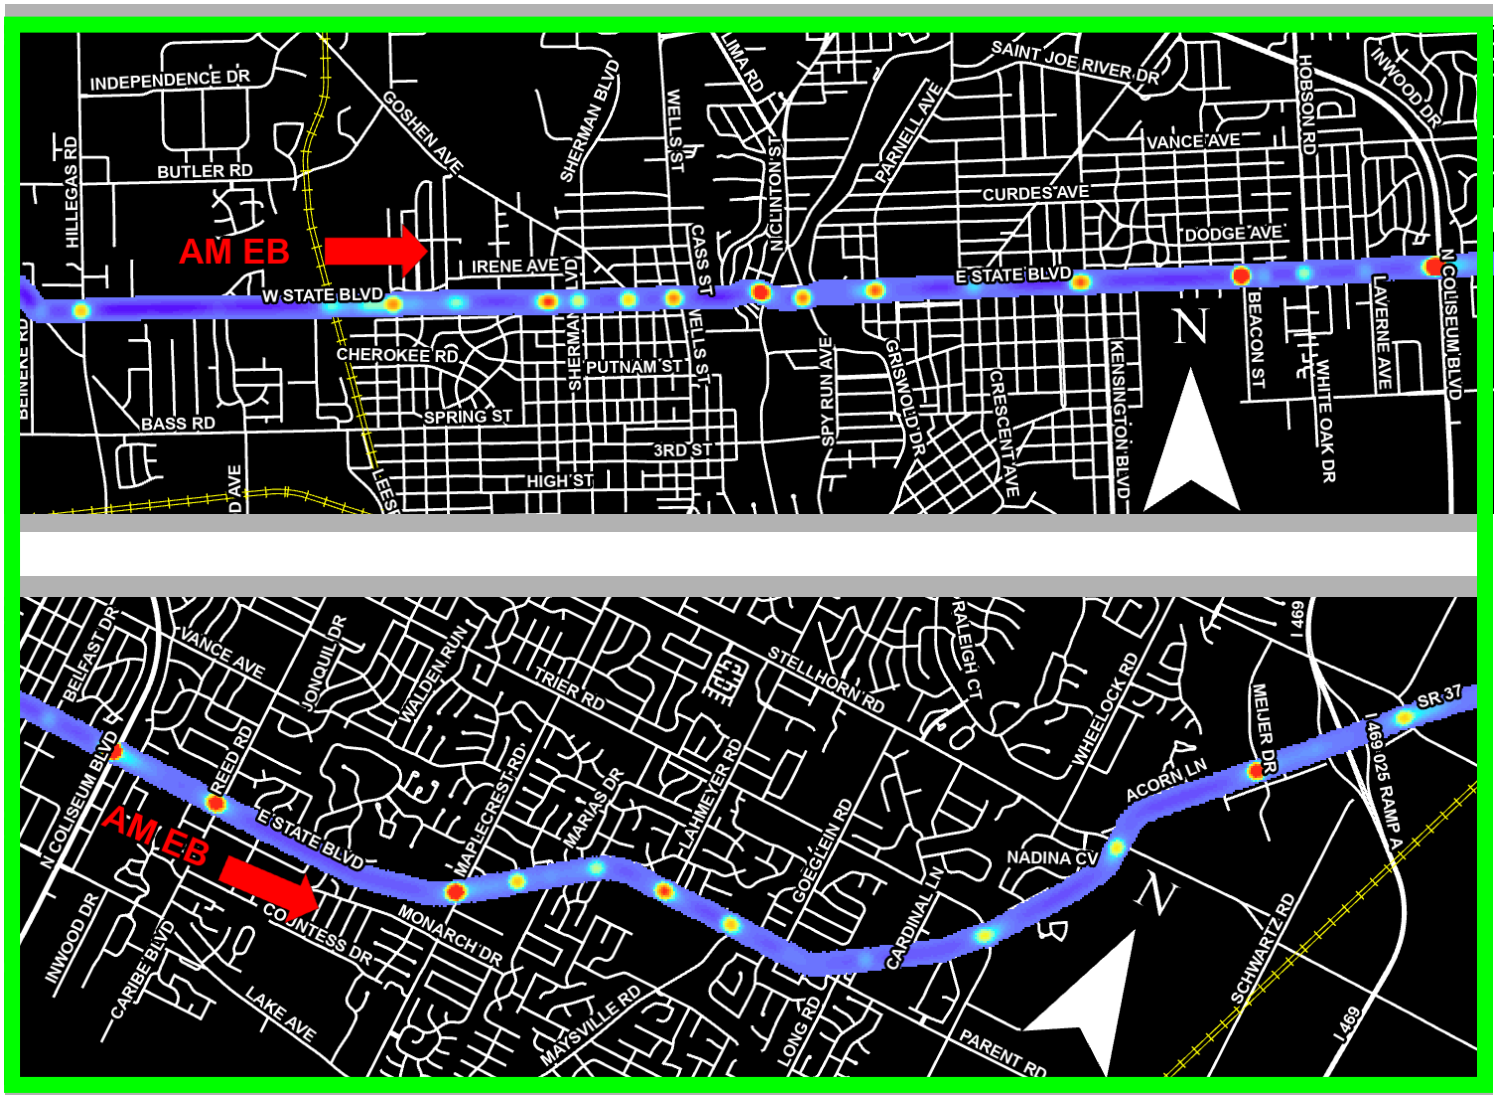 INDEPENDENCE DR
GOSHEN AVE
SHERMAN BLVD
WELLS ST
LIMA RD
SAINT JOE RIVER DR
HOBSON RD
INWOOD DR
HILLEGAS RD
BUTLER RD
N CLINTON ST
PARNELL AVE
VANCE AVE
CURDES AVE
AM EB
IRENE AVE
CASS ST
DODGE AVE
W STATE BLVD
E STATE BLVD
N COLISEUM BLVD
BEINEKE RD
CHEROKEE RD
PUTNAM ST
N
BEACON ST
LAVERNE AVE
SPY RUN AVE
GRISWOLD DR
CRESCENT AVE
KENSINGTON BLVD
WHITE OAK DR
BASS RD
SPRING ST
3RD ST
D AVE
HIGH ST
BELFAST DR
VANCE AVE
JONQUIL DR
WALDEN RUN
TRIER RD
STELLHORN RD
RALEIGH CT
WHEELOCK RD
I 469
MEIJER DR
SR 37
REED RD
N COLISEUM BLVD
ACORN LN
I 469 025 RAMP A
AM EB
E STATE BLVD
MAPLECREST RD
MARIAS DR
LAHMEYER RD
GOEGLEIN RD
NADINA CV
N
INWOOD DR
CARIBE BLVD
COUNTESS DR
MONARCH DR
CARDINAL LN
SCHWARTZ RD
LAKE AVE
MAYSVILLE RD
LONG RD
PARENT RD
I 469